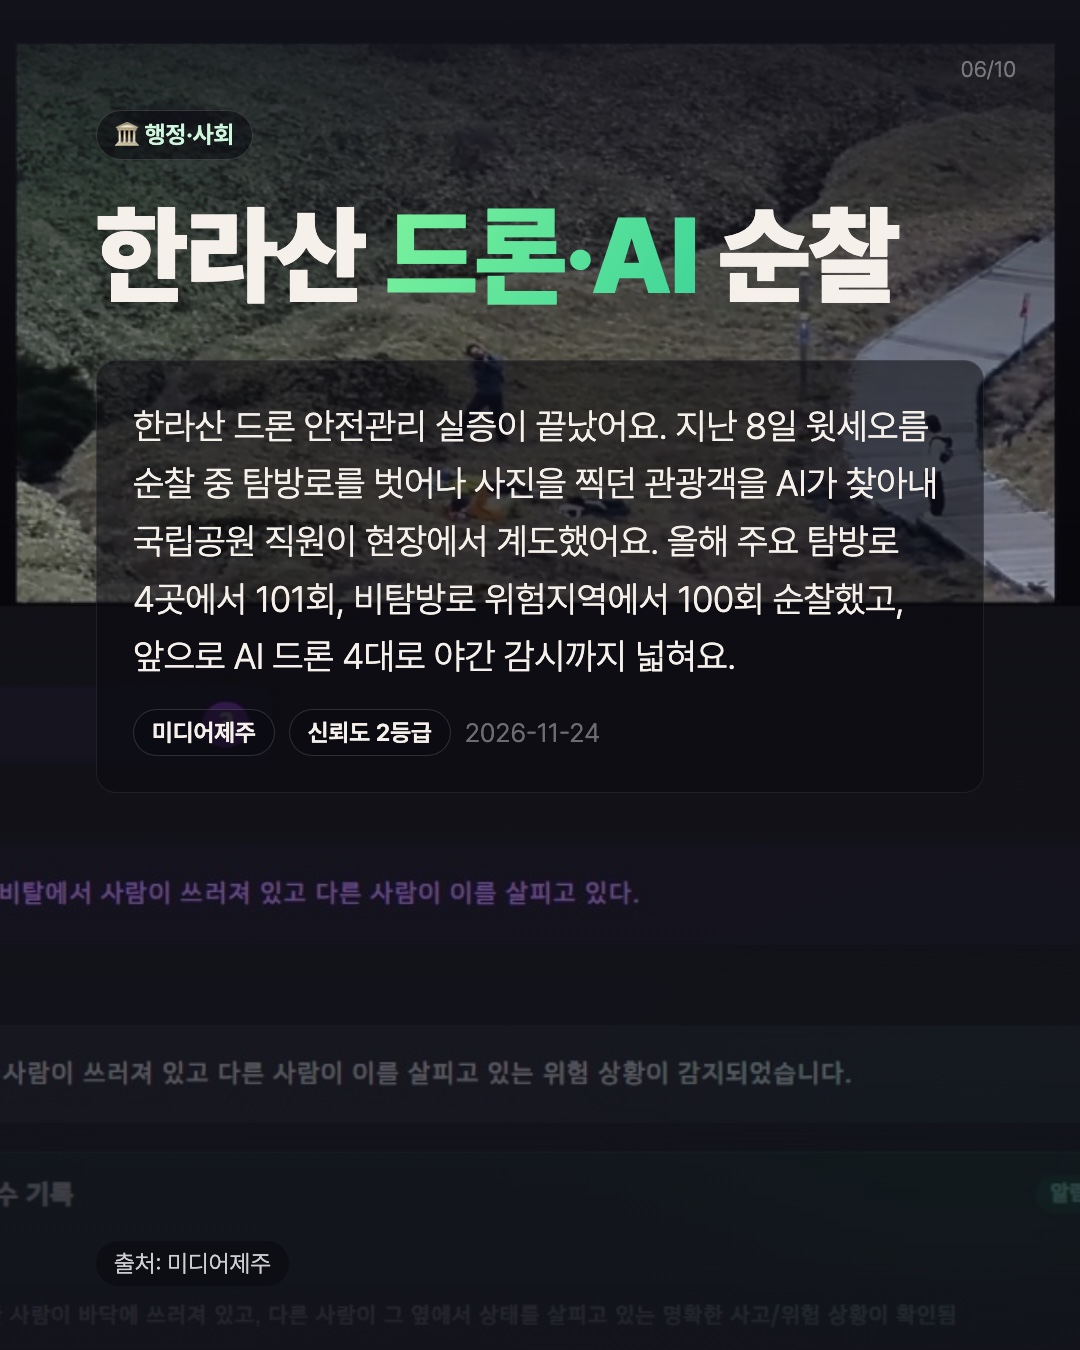 06/10
행정·사회
한라산 드론·AI 순찰
한라산 드론 안전관리 실증이 끝났어요. 지난 8일 윗세오름
순찰 중 탐방로를 벗어나 사진을 찍던 관광객을 AI가 찾아내
국립공원 직원이 현장에서 계도했어요. 올해 주요 탐방로
4곳에서 101회, 비탐방로 위험지역에서 100회 순찰했고,
앞으로 AI 드론 4대로 야간 감시까지 넓혀요.
미디어제주 신뢰도 2등급 2026-11-24
비탈에서 사람이 쓰러져 있고 다른 사람이 이를 살피고 있다.
사람이 쓰러져 있고 다른 사람이 이를 살피고 있는 위험 상황이 감지되었습니다.
수 기록
출처: 미디어제주
사람이 바닥에 쓰러져 있고, 다른 사람이 그 옆에서 상태를 살피고 있는 명확한 사고/위험 상황이 확인됨